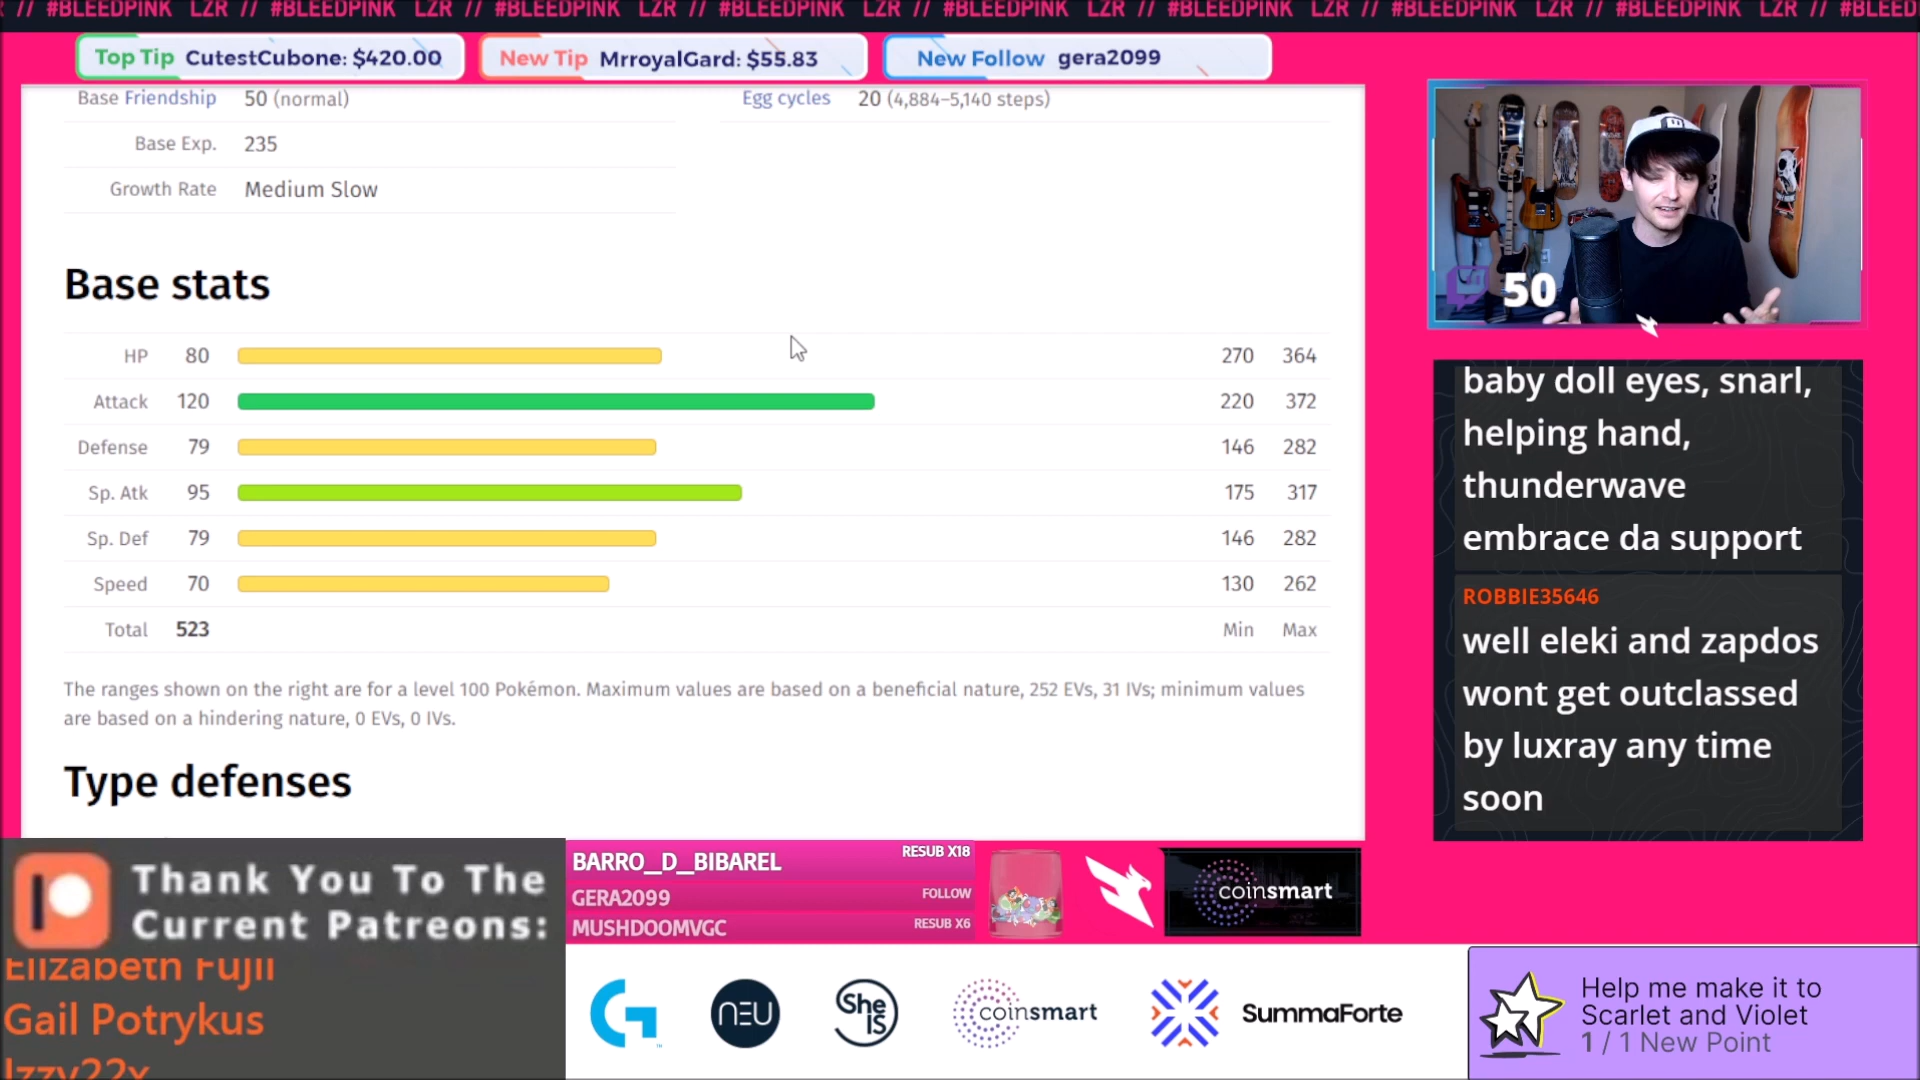 // #BLEEDPINK LZR // #BLEEDPINK LZR // #BLEEDPINK LZR // #BLEEDPINK LZR // #BLEEDPINK LZR // #BLEEDPINK LZR // #BLEEDPINK LZR // #BLEEDPINK LZR // #BLEED
Top Tip CutestCubone: $420.00
New Tip MrroyalGard: $55.83
New Follow gera2099
Base Friendship 50 (normal)
Egg cycles 20 (4,884–5,140 steps)
Base Exp. 235
Growth Rate Medium Slow
Base stats
HP 80 270 364
Attack 120 220 372
Defense 79 146 282
Sp. Atk 95 175 317
Sp. Def 79 146 282
Speed 70 130 262
Total 523 Min Max
The ranges shown on the right are for a level 100 Pokémon. Maximum values are based on a beneficial nature, 252 EVs, 31 IVs; minimum values
are based on a hindering nature, 0 EVs, 0 IVs.
Type defenses
50
baby doll eyes, snarl,
helping hand,
thunderwave
embrace da support
ROBBIE35646
well eleki and zapdos
wont get outclassed
by luxray any time
soon
Thank You To The
Current Patreons:
Elizabeth Fujii
Gail Potrykus
Izzy22x
BARRO_D_BIBAREL RESUB X18
GERA2099 FOLLOW
MUSHDOOMVGC RESUB X6
coinsmart
NEU
She
IS
coinsmart
SummaForte
Help me make it to
Scarlet and Violet
1 / 1 New Point